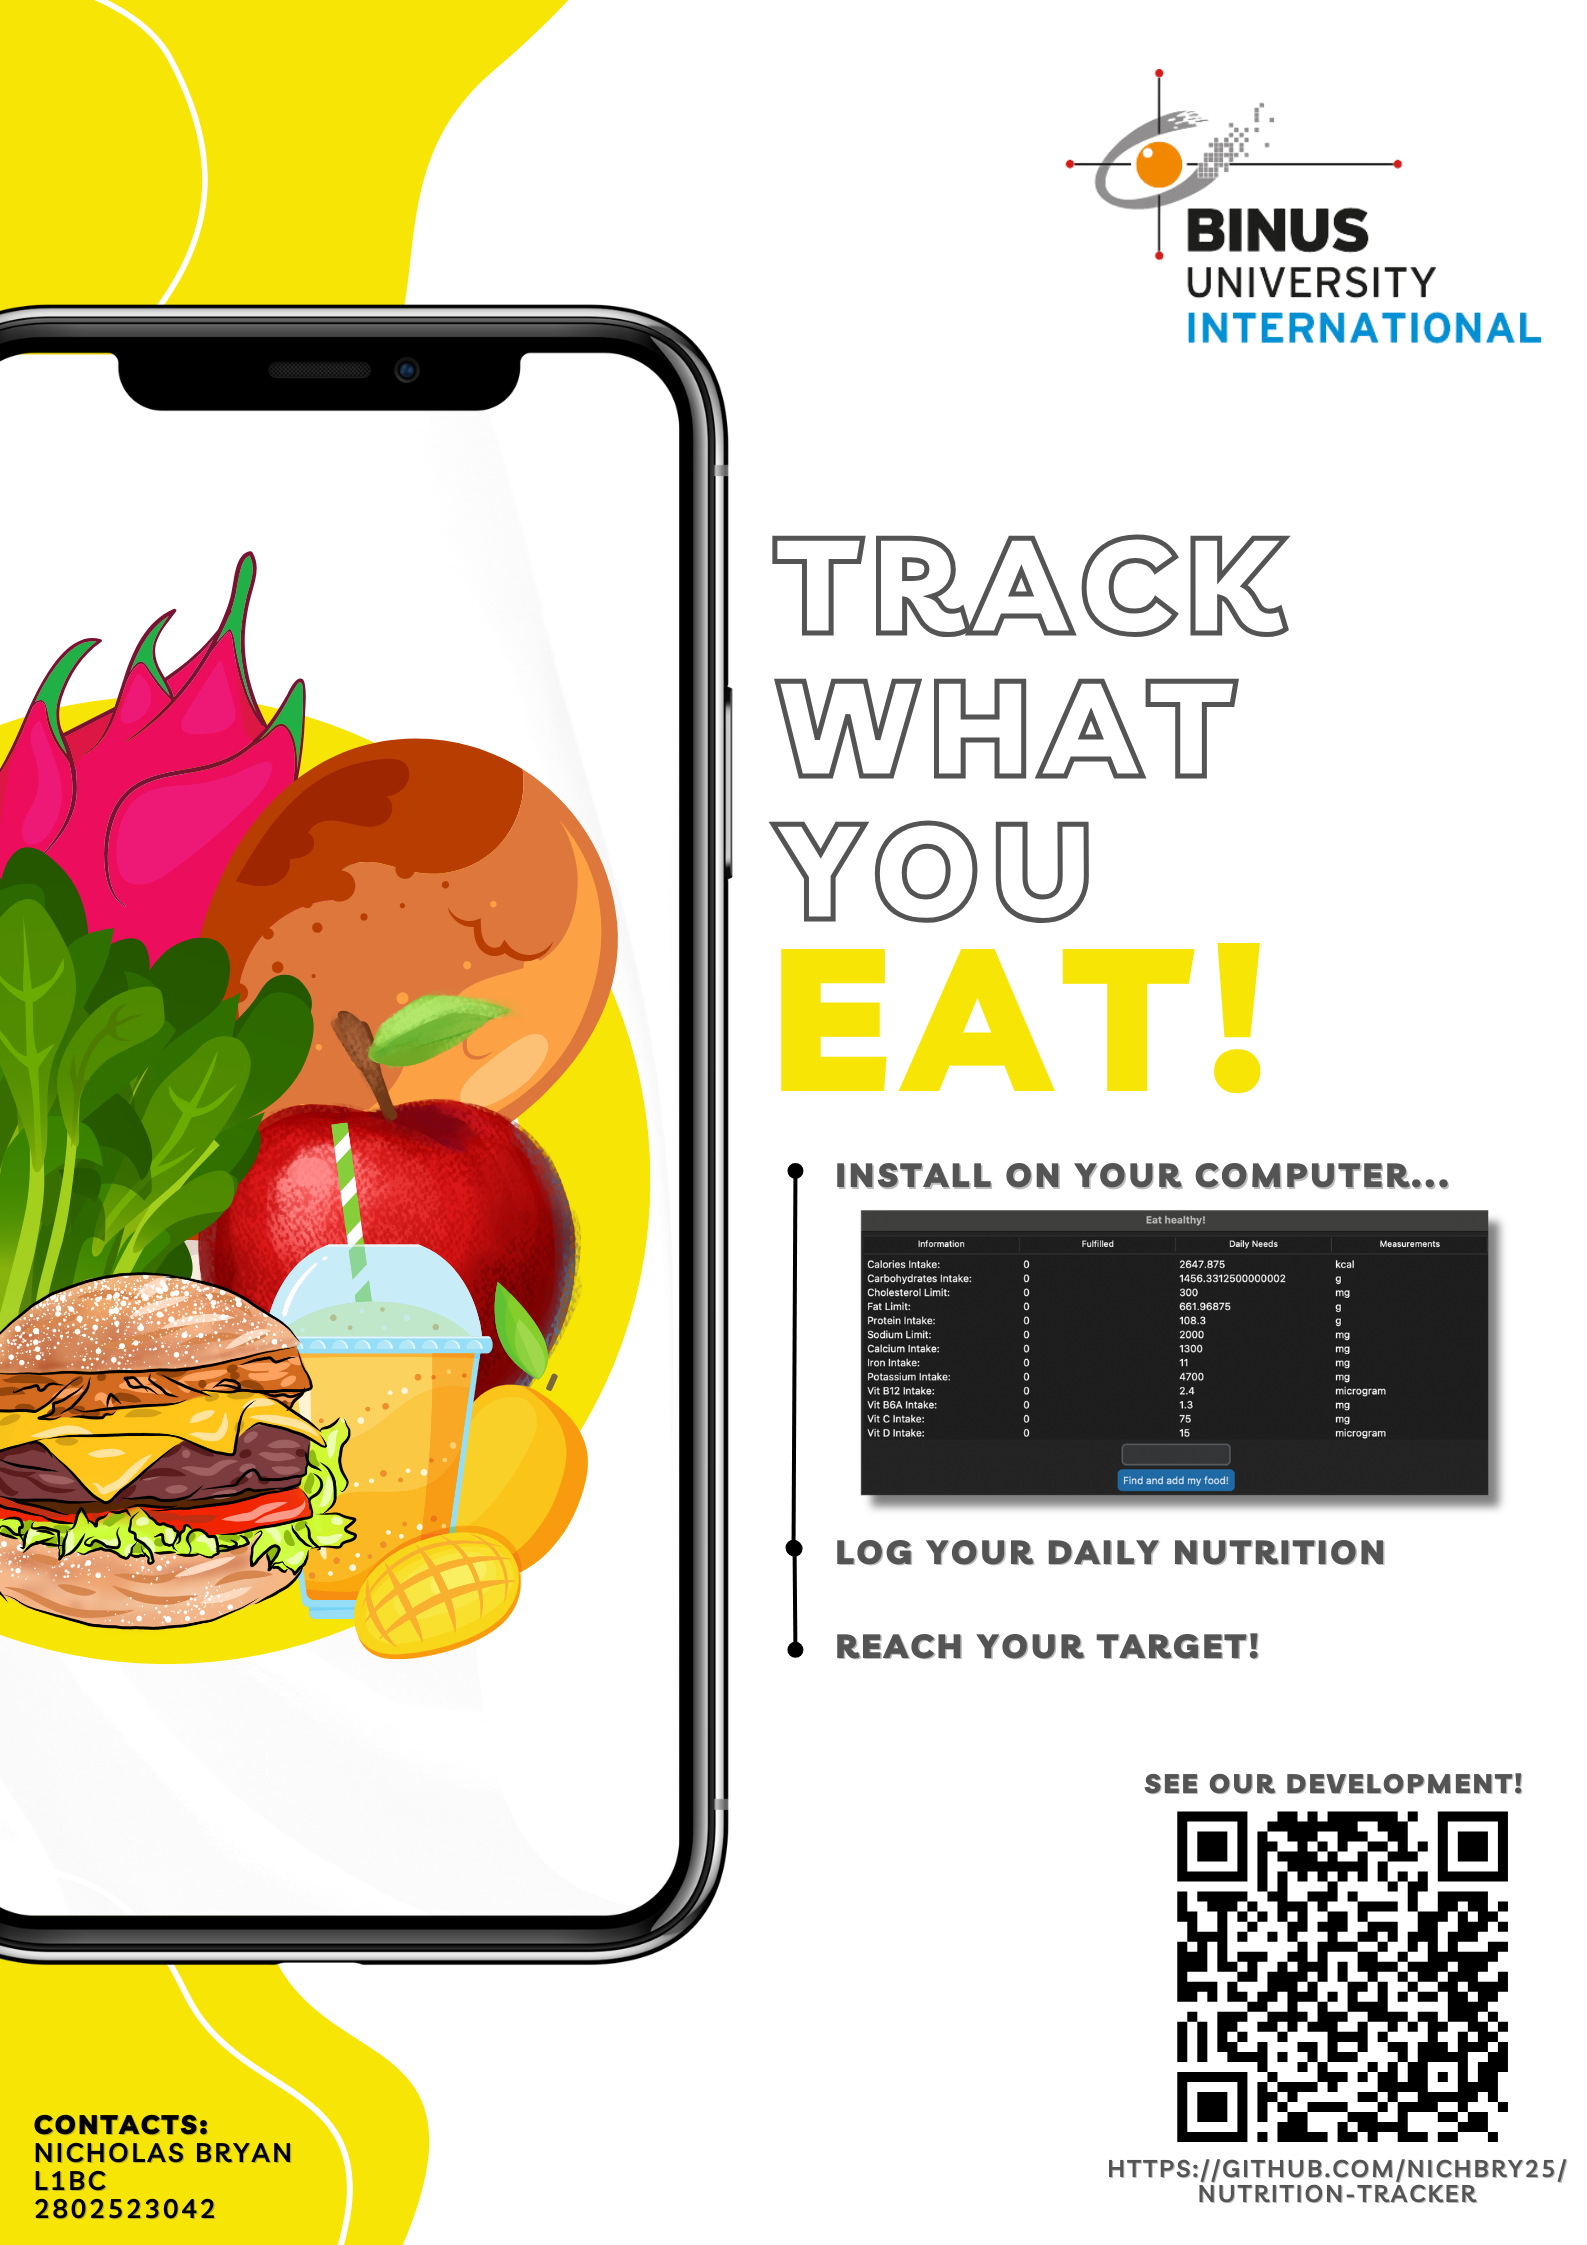 BINUS
UNIVERSITY
INTERNATIONAL
TRACK
WHAT
YOU
EAT!
INSTALL ON YOUR COMPUTER...
Eat healthy!
Information Fulfilled Daily Needs Measurements
Calories Intake: 0 2647.875 kcal
Carbohydrates Intake: 0 1456.3312500000002 g
Cholesterol Limit: 0 300 mg
Fat Limit: 0 661.96875 g
Protein Intake: 0 108.3 g
Sodium Limit: 0 2000 mg
Calcium Intake: 0 1300 mg
Iron Intake: 0 11 mg
Potassium Intake: 0 4700 mg
Vit B12 Intake: 0 2.4 microgram
Vit B6A Intake: 0 1.3 mg
Vit C Intake: 0 75 mg
Vit D Intake: 0 15 microgram
Find and add my food!
LOG YOUR DAILY NUTRITION
REACH YOUR TARGET!
SEE OUR DEVELOPMENT!
HTTPS://GITHUB.COM/NICHBRY25/
NUTRITION-TRACKER
CONTACTS:
NICHOLAS BRYAN
L1BC
2802523042